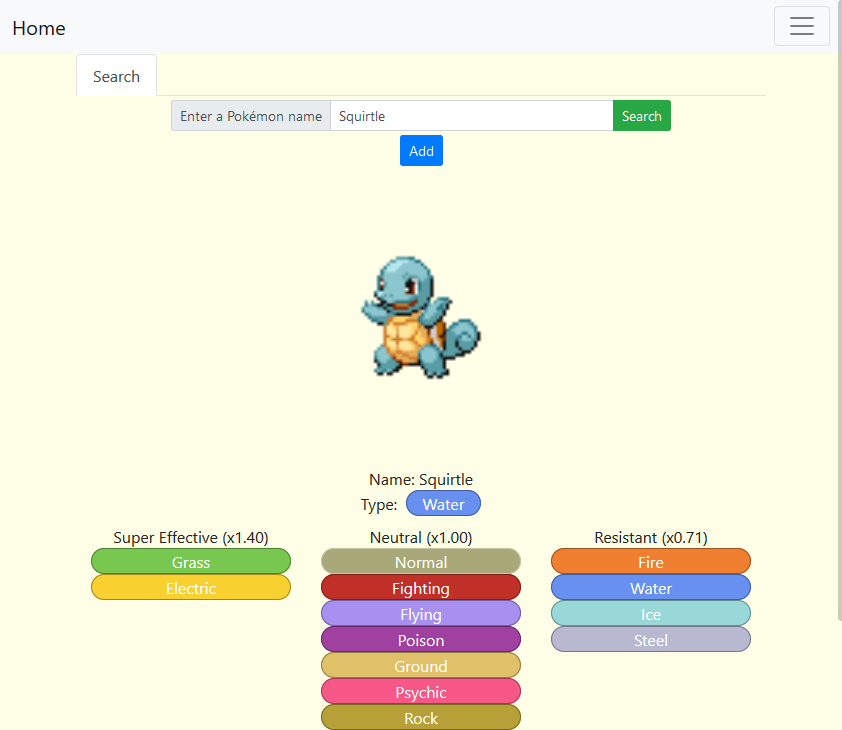 Home
Search
Enter a Pokémon name Squirtle Search
Add
Name: Squirtle
Type: Water
Super Effective (x1.40) Neutral (x1.00) Resistant (x0.71)
Grass Normal Fire
Electric Fighting Water
Flying Ice
Poison Steel
Ground
Psychic
Rock